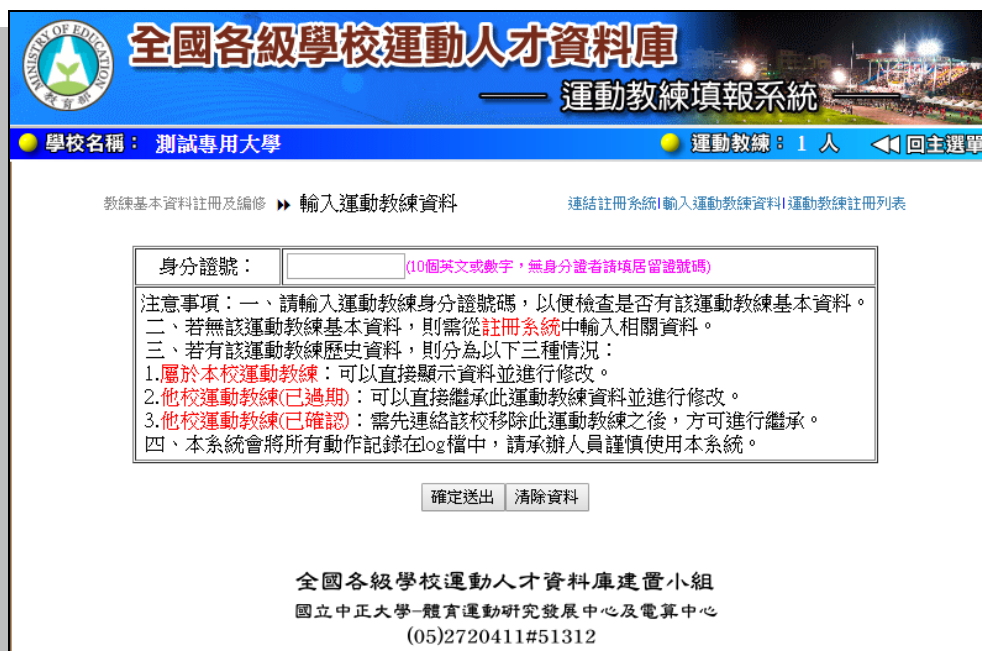 MINISTRY OF EDUCATION
教育部
全國各級學校運動人才資料庫
運動教練填報系統
學校名稱： 測試專用大學 運動教練： 1 人 回主選單
教練基本資料註冊及編修 輸入運動教練資料 連結註冊系統|輸入運動教練資料|運動教練註冊列表
身分證號： (10個英文或數字，無身分證者請填居留證號碼)
注意事項：一、請輸入運動教練身分證號碼，以便檢查是否有該運動教練基本資料。
二、若無該運動教練基本資料，則需從註冊系統中輸入相關資料。
三、若有該運動教練歷史資料，則分為以下三種情況：
1.屬於本校運動教練：可以直接顯示資料並進行修改。
2.他校運動教練(已過期)：可以直接繼承此運動教練資料並進行修改。
3.他校運動教練(已確認)：需先連絡該校移除此運動教練之後，方可進行繼承。
四、本系統會將所有動作記錄在log檔中，請承辦人員謹慎使用本系統。
確定送出 清除資料
全國各級學校運動人才資料庫建置小組
國立中正大學-體育運動研究發展中心及電算中心
(05)2720411#51312